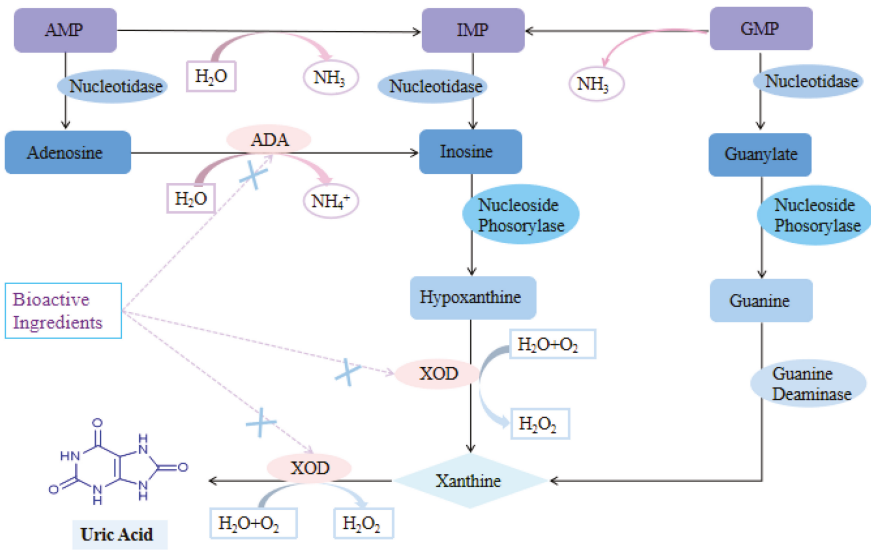 AMP
IMP
GMP
H₂O
NH₃
NH₃
Nucleotidase
Nucleotidase
Nucleotidase
Adenosine
ADA
Inosine
Guanylate
H₂O
NH₄⁺
Nucleoside
Phosorylase
Nucleoside
Phosorylase
Bioactive
Ingredients
Hypoxanthine
Guanine
H₂O+O₂
XOD
Guanine
Deaminase
H₂O₂
XOD
Xanthine
H₂O+O₂
H₂O₂
O
H
N
HN
O
O
N
H
N
H
Uric Acid